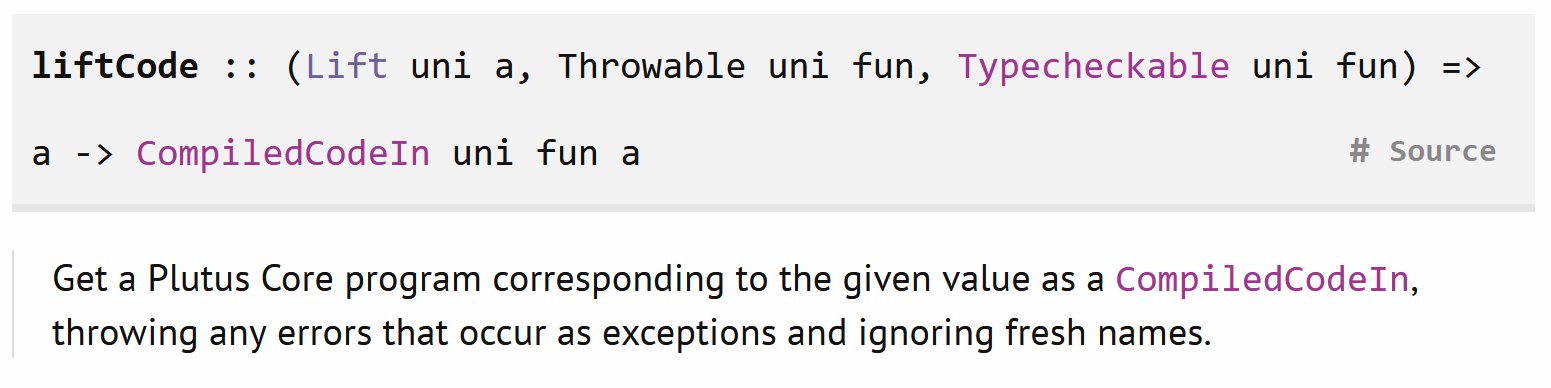 liftCode :: (Lift uni a, Throwable uni fun, Typecheckable uni fun) =>
a -> CompiledCodeIn uni fun a # Source
Get a Plutus Core program corresponding to the given value as a CompiledCodeIn,
throwing any errors that occur as exceptions and ignoring fresh names.